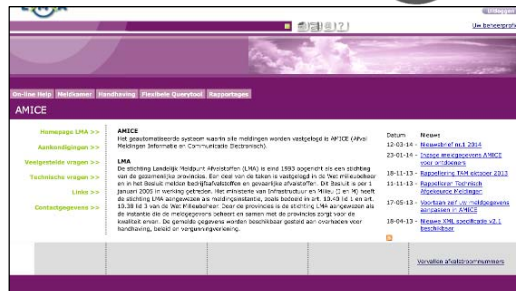 Inloggen
Uw beheerprofiel
On-line Help Meldkamer Handhaving Flexibele Querytool Rapportages
AMICE
Homepage LMA >>
Aankondigingen >>
Veelgestelde vragen >>
Technische vragen >>
Links >>
Contactgegevens >>
AMICE
Het geautomatiseerde systeem waarin alle meldingen worden vastgelegd is AMICE (Afval
Meldingen Informatie en Communicatie Electronisch).
LMA
De stichting Landelijk Meldpunt Afvalstoffen (LMA) is eind 1993 opgericht als een stichting
van de gezamenlijke provincies. Een deel van de taken is vastgelegd in de Wet milieubeheer
en in het Besluit melden bedrijfsafvalstoffen en gevaarlijke afvalstoffen. Dit Besluit is per 1
januari 2005 in werking getreden. Het ministerie van Infrastructuur en Milieu (I en M) heeft
de stichting LMA aangewezen als meldingeninstantie, zoals bedoeld in art. 10.40 lid 1 en art.
10.38 lid 3 van de Wet Milieubeheer. Door de provincies is de stichting LMA aangewezen als
de instantie die de meldgegevens beheert en samen met de provincies zorgt voor de
kwaliteit ervan. De gemelde gegevens worden beschikbaar gesteld aan overheden voor
handhaving, beleid en vergunningverlening.
Datum Nieuws
12-03-14 - Nieuwsbrief nr.1 2014
23-01-14 - Inzage meldgegevens AMICE
voor ontdoeners
18-11-13 - Rapportering TAM oktober 2013
11-11-13 - Rapportering Technisch
Afgekeurde Meldingen
17-05-13 - Voortaan zelf uw meldgegevens
aanpassen in AMICE
18-04-13 - Nieuwe XML specificatie v2.1
beschikbaar
Vervallen afvalstroomnummers